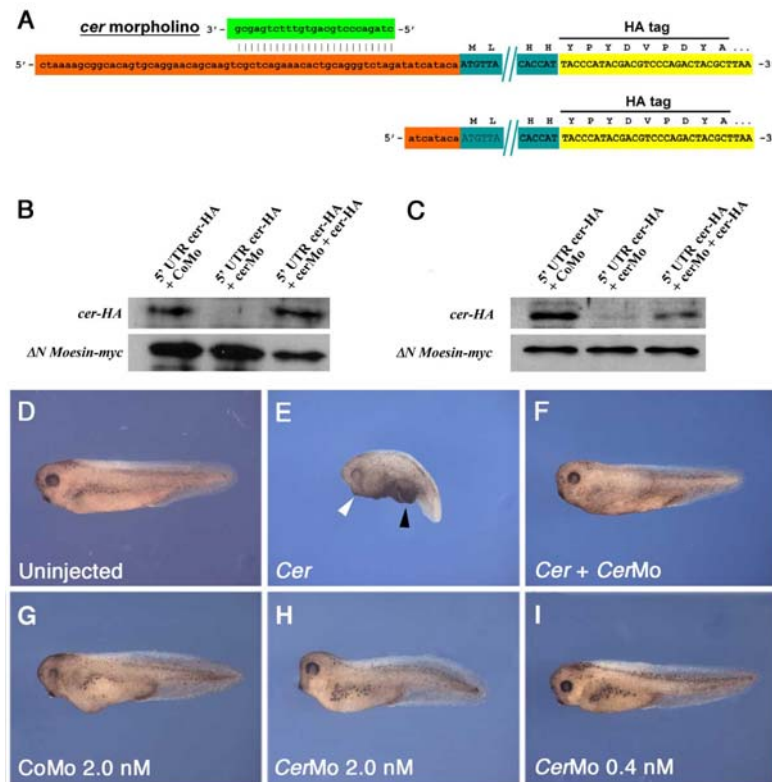 A
cer morpholino
3'- gcgagtctttgtgacgtcccagatc
HA tag
M L H H Y P Y D V P D Y A ...
5'- ctaaaagcggcacagtgcaggaacagcaagtcgctcagaaacactgcagggtctagatatcataca ATGTTA // CACCAT TACCCATACGACGTCCCAGACTACGCTTAA -3
HA tag
M L H H Y P Y D V P D Y A ...
5'- atcataca ATGTTA // CACCAT TACCCATACGACGTCCCAGACTACGCTTAA -3
B
5' UTR cer-HA
+ CoMo
5' UTR cer-HA
+ cerMo
5' UTR cer-HA
+ cerMo + cer-HA
cer-HA
ΔN Moesin-myc
C
5' UTR cer-HA
+ CoMo
5' UTR cer-HA
+ cerMo
5' UTR cer-HA
+ cerMo + cer-HA
cer-HA
ΔN Moesin-myc
D
Uninjected
E
Cer
F
Cer + CerMo
G
CoMo 2.0 nM
H
CerMo 2.0 nM
I
CerMo 0.4 nM